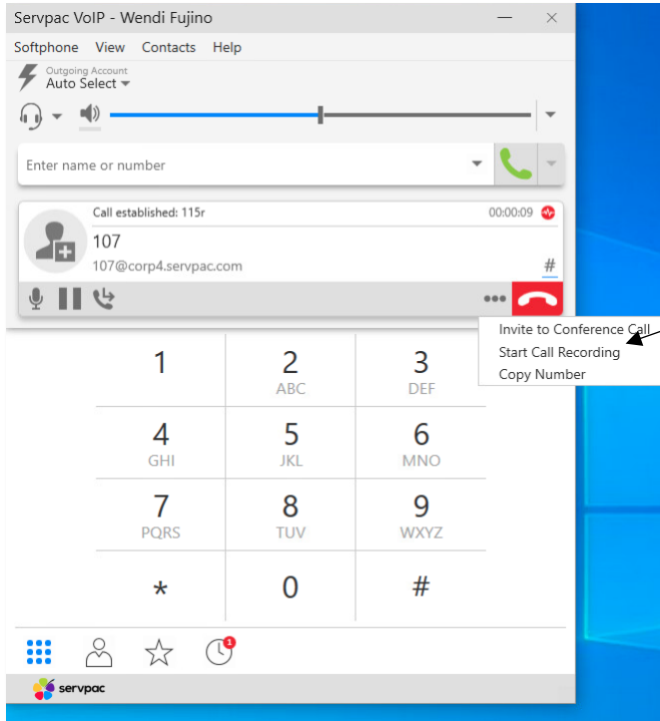 Servpac VoIP - Wendi Fujino
Softphone View Contacts Help
Outgoing Account
Auto Select
Enter name or number
Call established: 115r 00:00:09
107
107@corp4.servpac.com #
Invite to Conference Call
Start Call Recording
Copy Number
1 2 3
ABC DEF
4 5 6
GHI JKL MNO
7 8 9
PQRS TUV WXYZ
* 0 #
1
servpac